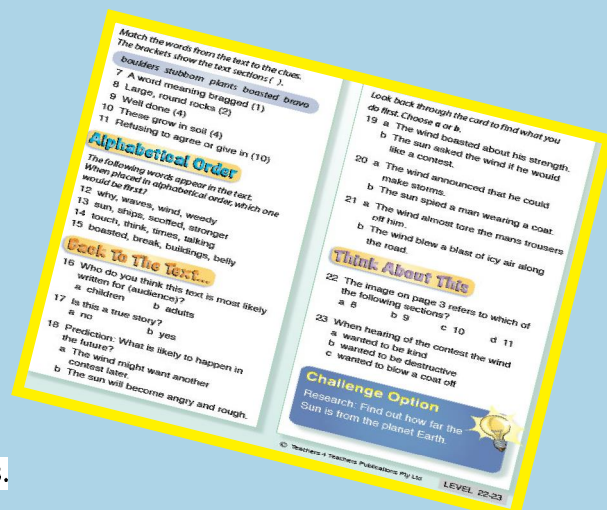 Match the words from the text to the clues.
The brackets show the text sections ( ).
boulders stubborn plants boasted bravo
7 A word meaning bragged (1)
8 Large, round rocks (2)
9 Well done (4)
10 These grow in soil (4)
11 Refusing to agree or give in (10)
Alphabetical Order
The following words appear in the text.
When placed in alphabetical order, which one
would be first?
12 why, waves, wind, weedy
13 sun, ships, scoffed, stronger
14 touch, think, times, talking
15 boasted, break, buildings, belly
Back To The Text...
16 Who do you think this text is most likely
written for (audience)?
a children b adults
17 Is this a true story?
a no b yes
18 Prediction: What is likely to happen in
the future?
a The wind might want another
contest later.
b The sun will become angry and rough.
Look back through the card to find what you
do first. Choose a or b.
19 a The wind boasted about his strength.
b The sun asked the wind if he would
like a contest.
20 a The wind announced that he could
make storms.
b The sun spied a man wearing a coat.
21 a The wind almost tore the mans trousers
off him.
b The wind blew a blast of icy air along
the road.
Think About This
22 The image on page 3 refers to which of
the following sections?
a 8 b 9 c 10 d 11
23 When hearing of the contest the wind
a wanted to be kind
b wanted to be destructive
c wanted to blow a coat off
Challenge Option
Research: Find out how far the
Sun is from the planet Earth.
© Teachers 4 Teachers Publications Pty Ltd
LEVEL 22-23